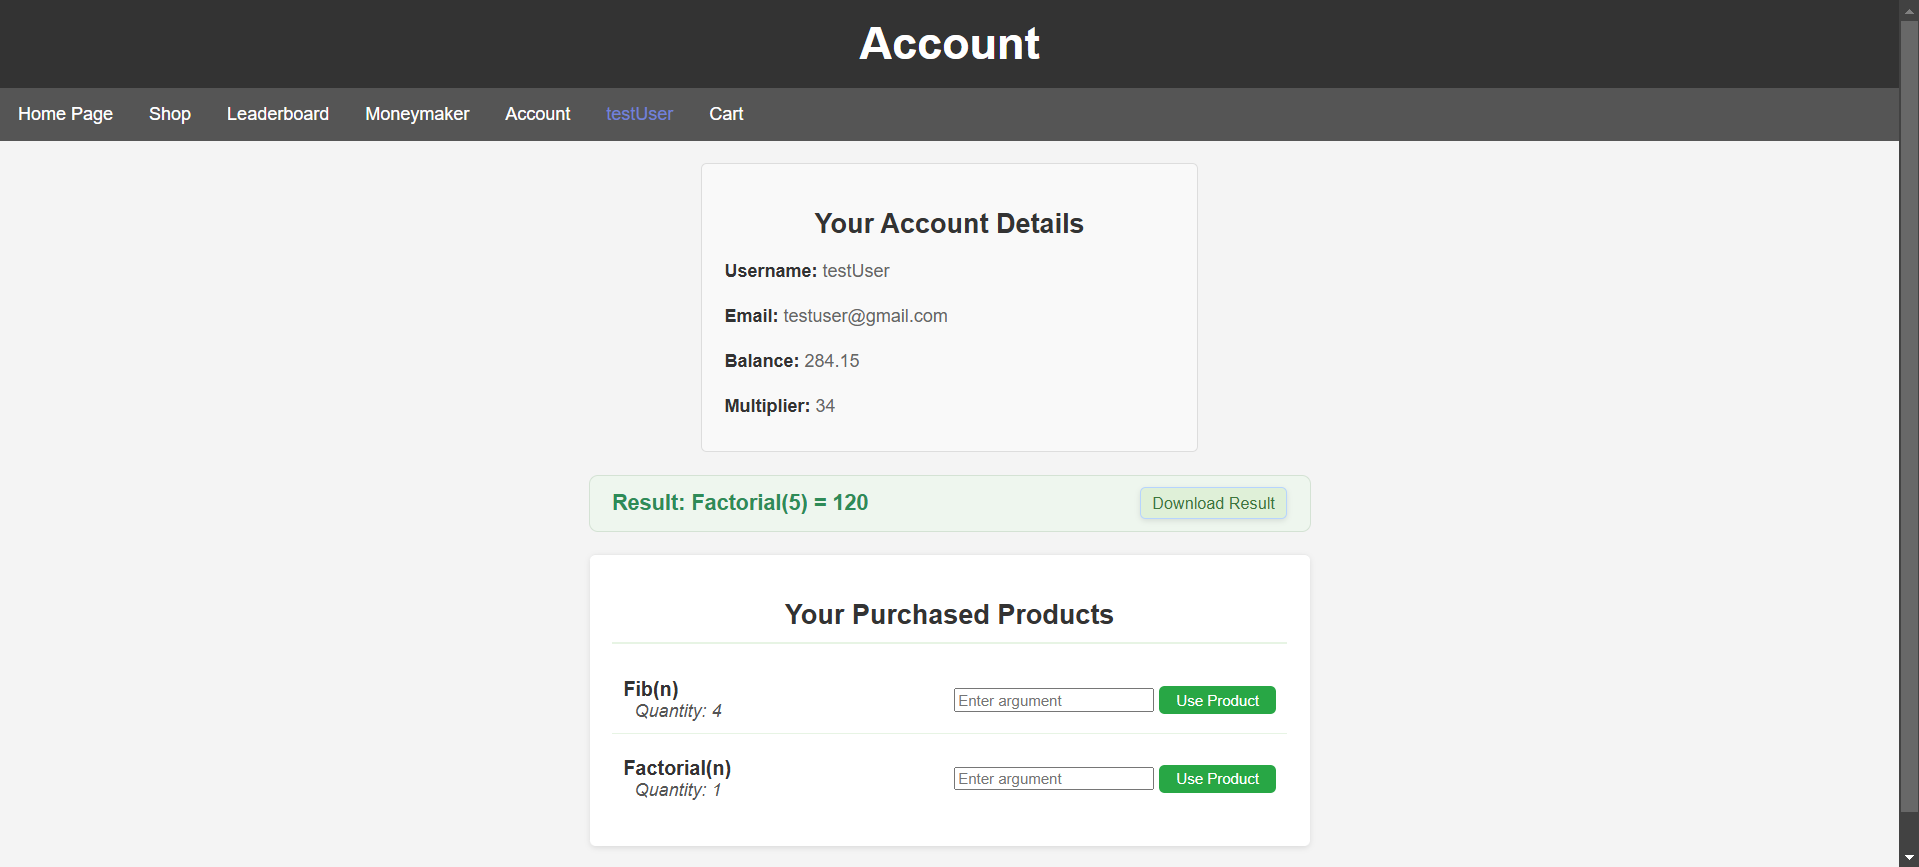 Account
Home Page Shop Leaderboard Moneymaker Account testUser Cart
Your Account Details
Username: testUser
Email: testuser@gmail.com
Balance: 284.15
Multiplier: 34
Result: Factorial(5) = 120 Download Result
Your Purchased Products
Fib(n)
Quantity: 4
Enter argument Use Product
Factorial(n)
Quantity: 1
Enter argument Use Product